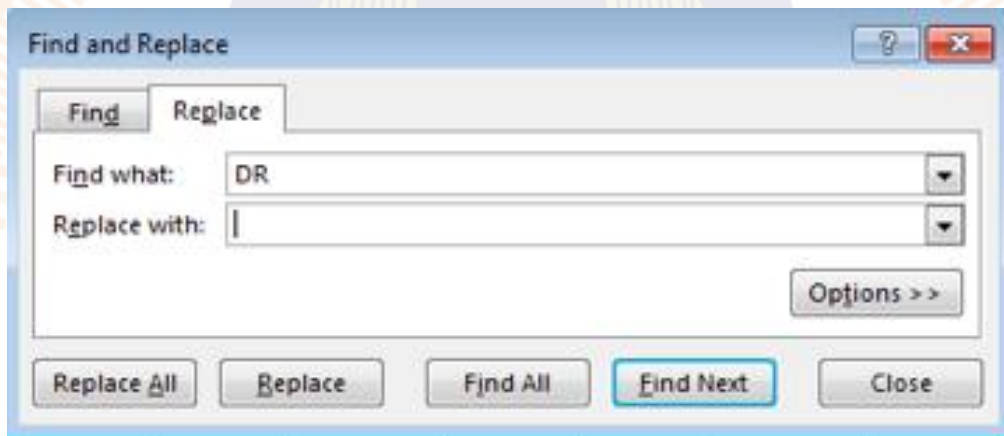 Find and Replace
Find Replace
Find what: DR
Replace with:
Options >>
Replace All Replace Find All Find Next Close